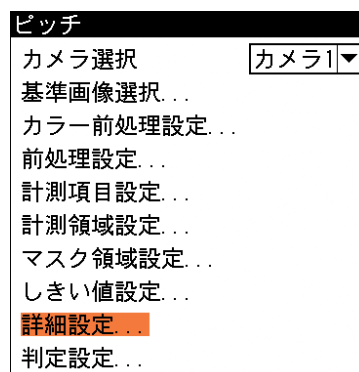 ピッチ
カメラ選択 カメラ1▼
基準画像選択...
カラー前処理設定...
前処理設定...
計測項目設定...
計測領域設定...
マスク領域設定...
しきい値設定...
詳細設定...
判定設定...